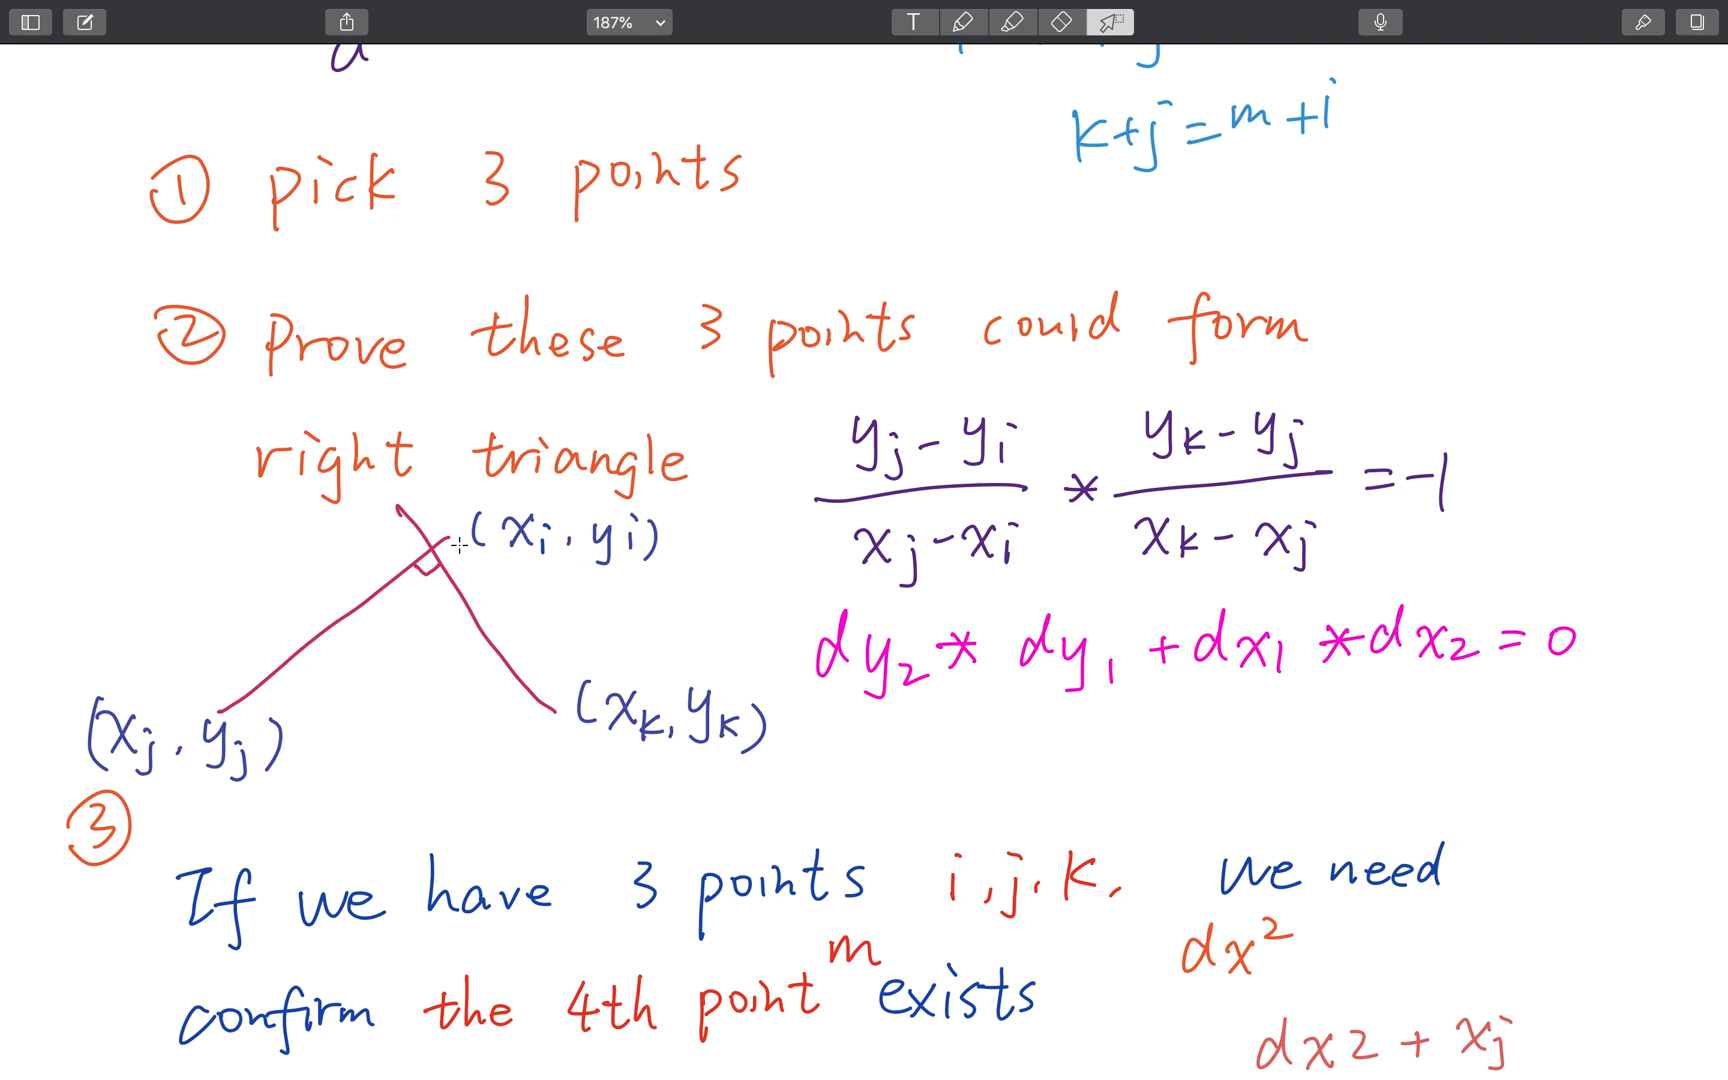 187%
T
k+j=m+i
① pick 3 points
② Prove these 3 points could form
right triangle
yj-yi / xj-xi * yk-yj / xk-xj = -1
(xi, yi)
dy2 * dy1 + dx1 * dx2 = 0
(xj, yj)
(xk, yk)
③
If we have 3 points i, j, k, we need
dx²
confirm the 4th point m exists
dx2 + xj